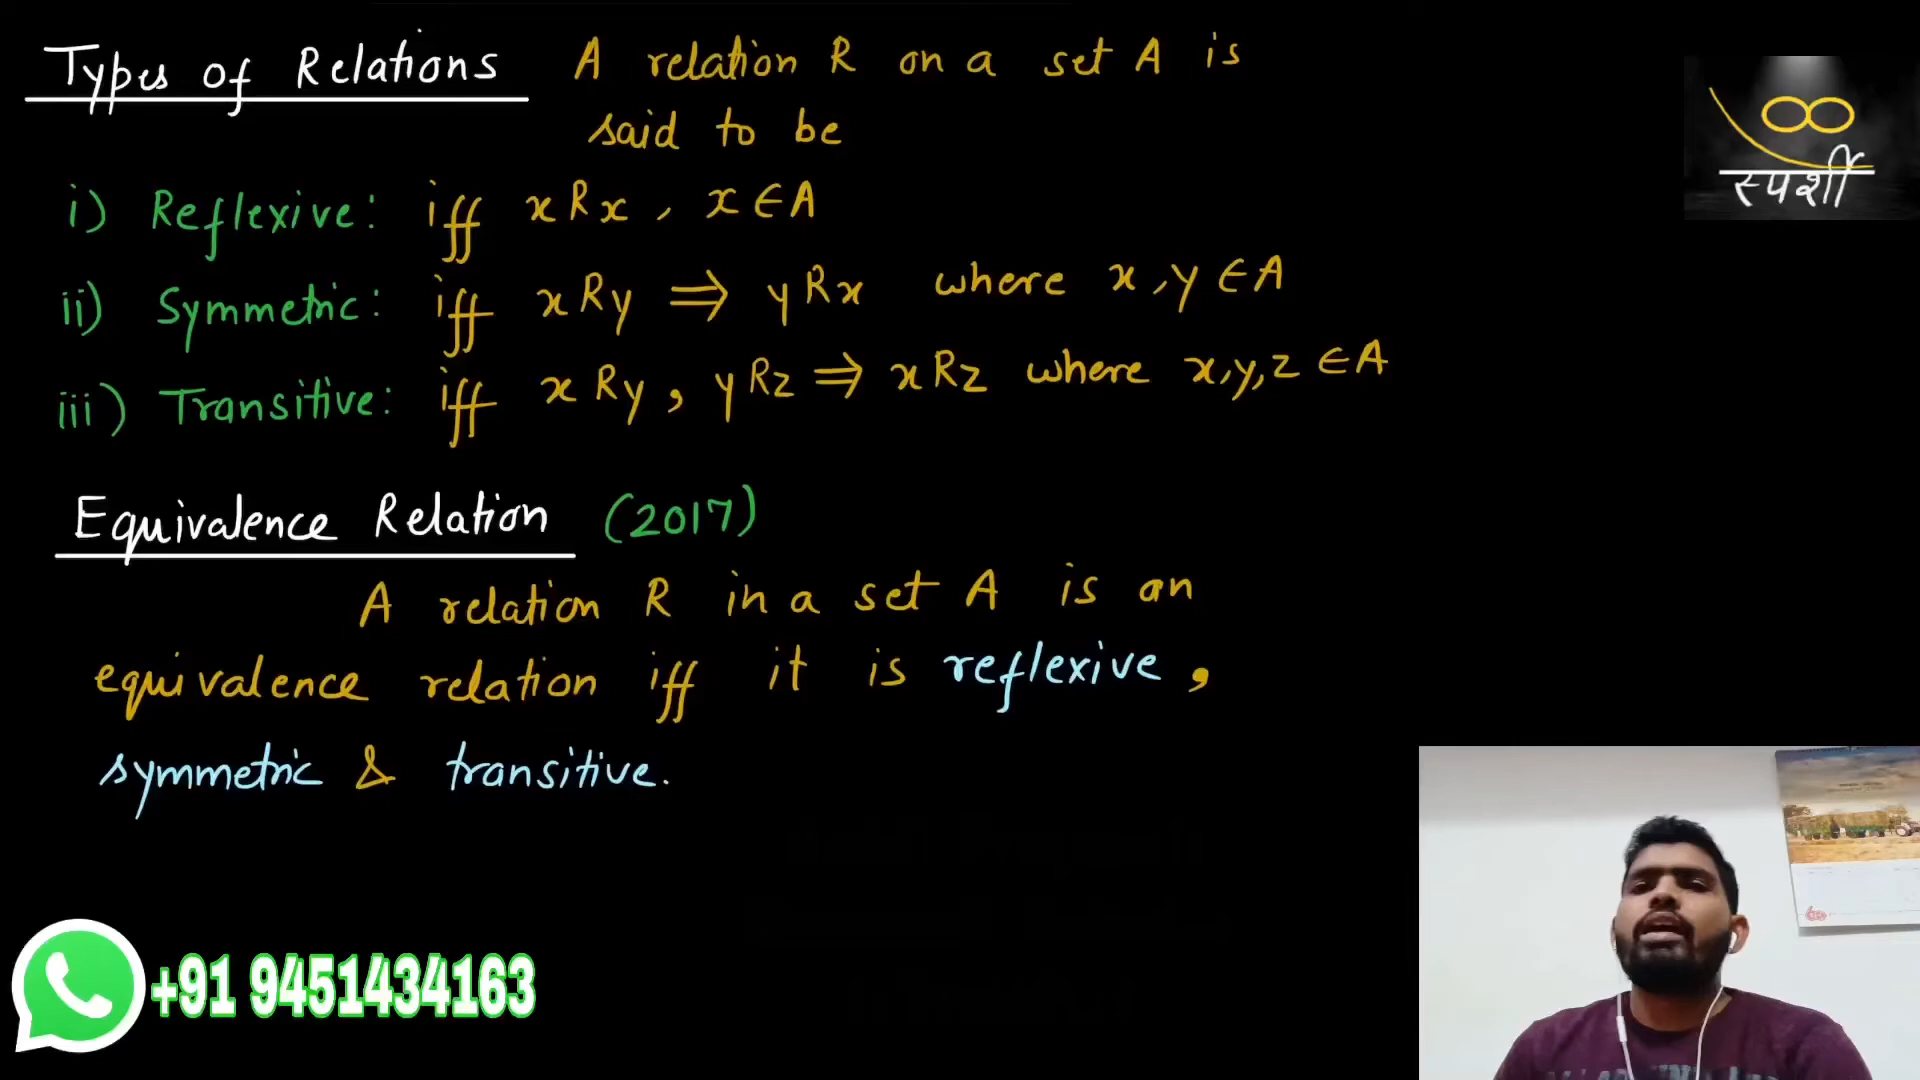 Types of Relations A relation R on a set A is
said to be
i) Reflexive: iff xRx, x∈A
ii) Symmetric: iff xRy ⇒ yRx where x,y∈A
iii) Transitive: iff xRy, yRz ⇒ xRz where x,y,z∈A
Equivalence Relation (2017)
A relation R in a set A is an
equivalence relation iff it is reflexive,
symmetric & transitive.
स्पर्शी
+91 9451434163